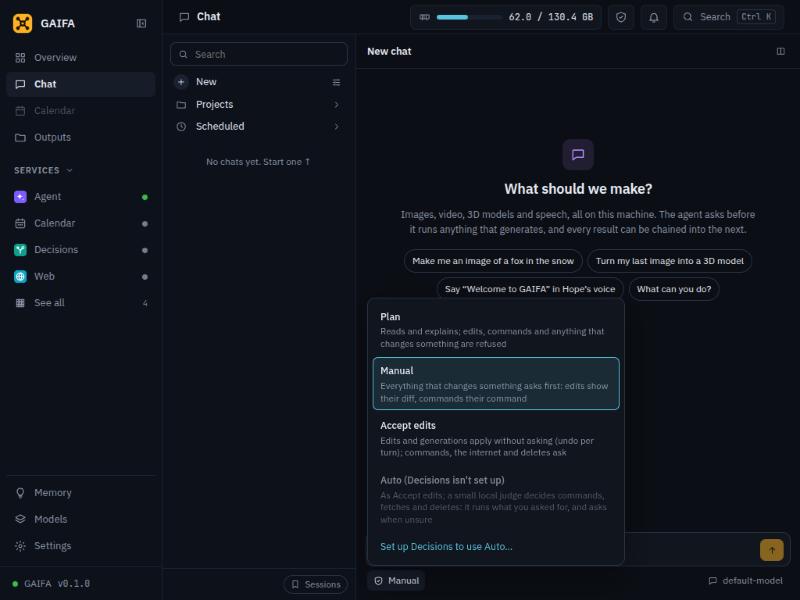 GAIFA
Overview
Chat
Calendar
Outputs
SERVICES
Agent
Calendar
Decisions
Web
See all 4
Memory
Models
Settings
GAIFA v0.1.0
Chat
62.0 / 130.4 GB
Search Ctrl K
Search
New
Projects
Scheduled
No chats yet. Start one ↑
Sessions
New chat
What should we make?
Images, video, 3D models and speech, all on this machine. The agent asks before
it runs anything that generates, and every result can be chained into the next.
Make me an image of a fox in the snow
Turn my last image into a 3D model
Say “Welcome to GAIFA” in Hope's voice
What can you do?
Plan
Reads and explains; edits, commands and anything that
changes something are refused
Manual
Everything that changes something asks first: edits show
their diff, commands their command
Accept edits
Edits and generations apply without asking (undo per
turn); commands, the internet and deletes ask
Auto (Decisions isn't set up)
As Accept edits; a small local judge decides commands,
fetches and deletes: it runs what you asked for, and asks
when unsure
Set up Decisions to use Auto...
Manual
default-model